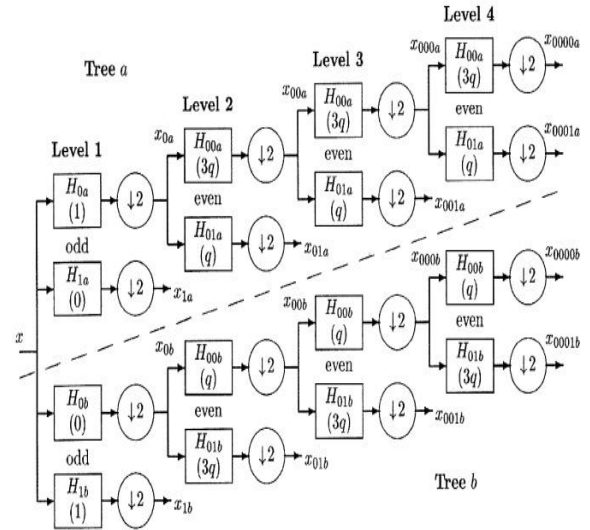 Level 4
x0000a
x000a
H00a
(3q)
↓2
Level 3
even
Tree a
x00a
H00a
(3q)
↓2
Level 2
even
H01a
(q)
↓2
x0001a
x0a
H00a
(3q)
↓2
Level 1
even
H01a
(q)
↓2
x001a
H0a
(1)
↓2
odd
H01a
(q)
↓2
x01a
H1a
(0)
↓2
x1a
x
x000b
H00b
(q)
↓2
x0000b
even
x00b
H00b
(q)
↓2
H01b
(3q)
↓2
x0001b
even
x0b
H00b
(q)
↓2
H01b
(3q)
↓2
x001b
even
H0b
(0)
↓2
odd
H01b
(3q)
↓2
x01b
H1b
(1)
↓2
x1b
Tree b